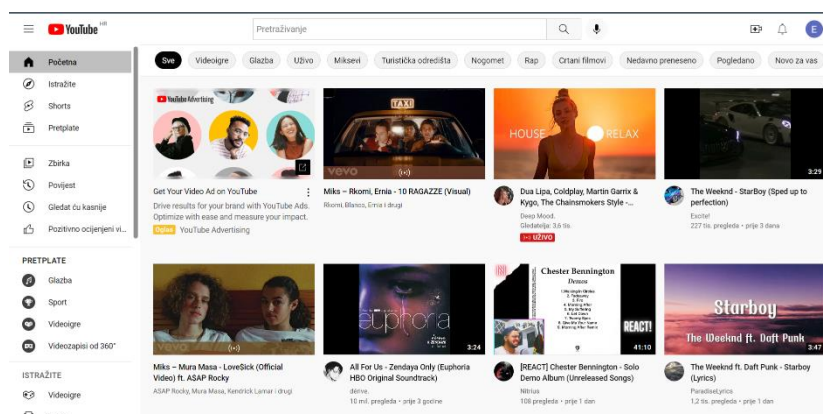 YouTube HR
Pretraživanje
E
Početna
Istražite
Shorts
Pretplate
Zbirka
Povijest
Gledat ću kasnije
Pozitivno ocijenjeni vi...
PRETPLATE
Glazba
Sport
Videoigre
Videozapisi od 360°
ISTRAŽITE
Videoigre
Sve Videoigre Glazba Uživo Miksevi Turistička odredišta Nogomet Rap Crtani filmovi Nedavno preneseno Pogledano Novo za vas
YouTube Advertising
Get Your Video Ad on YouTube
Drive results for your brand with YouTube Ads.
Optimize with ease and measure your impact.
Oglas YouTube Advertising
TAXI
vevo
Miks – Rkomi, Ernia - 10 RAGAZZE (Visual)
Rkomi, Blanco, Ernia i drugi
HOUSE RELAX
Dua Lipa, Coldplay, Martin Garrix &
Kygo, The Chainsmokers Style -...
Deep Mood.
Gledatelja: 3,6 tis.
UŽIVO
3:29
The Weeknd - StarBoy (Sped up to
perfection)
Excite!
227 tis. pregleda • prije 3 dana
vevo
Miks – Mura Masa - Love$ick (Official
Video) ft. ASAP Rocky
ASAP Rocky, Mura Masa, Kendrick Lamar i drugi
euphoria
3:24
All For Us - Zendaya Only (Euphoria
HBO Original Soundtrack)
dérive.
10 mil. pregleda • prije 3 godine
Chester Bennington
Demos
REACT!
41:10
[REACT] Chester Bennington - Solo
Demo Album (Unreleased Songs)
Nitrius
108 pregleda • prije 1 dan
Starboy
The Weeknd ft. Daft Punk
3:47
The Weeknd ft. Daft Punk - Starboy
(Lyrics)
ParadiseLyrics
1,2 tis. pregleda • prije 1 dan